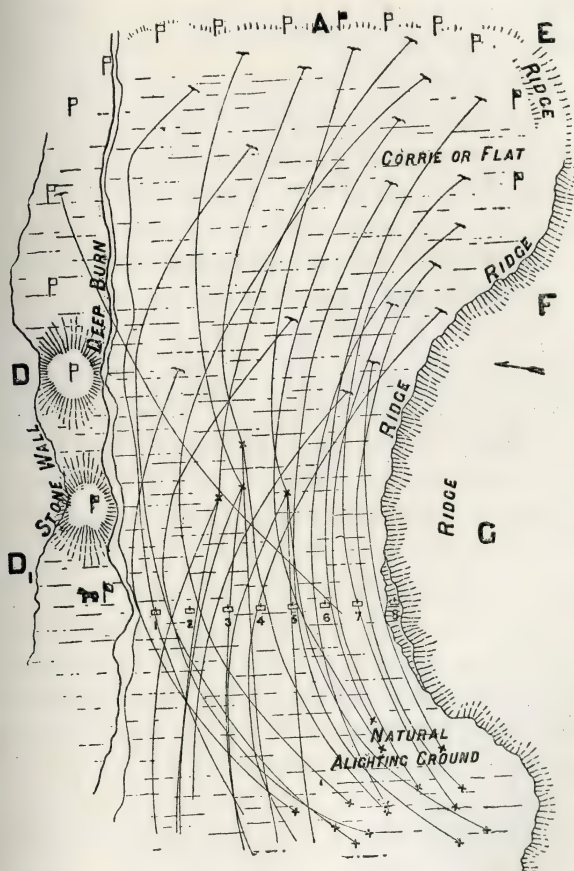 A
E
RIDGE
CORRIE OR FLAT
RIDGE
F
DEEP BURN
D
RIDGE
STONE WALL
RIDGE
G
D₁
1 2 3 4 5 6 7 8
NATURAL
ALIGHTING GROUND